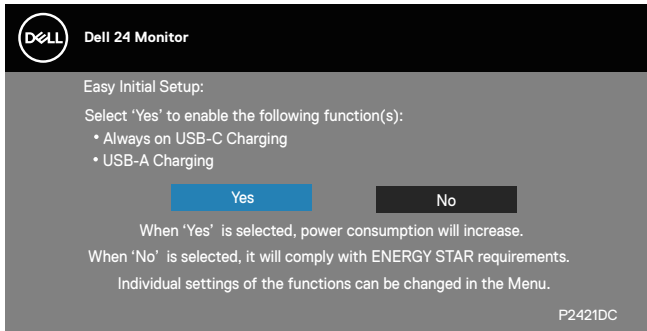 DELL
Dell 24 Monitor
Easy Initial Setup:
Select ‘Yes’ to enable the following function(s):
• Always on USB-C Charging
• USB-A Charging
Yes
No
When ‘Yes’ is selected, power consumption will increase.
When ‘No’ is selected, it will comply with ENERGY STAR requirements.
Individual settings of the functions can be changed in the Menu.
P2421DC